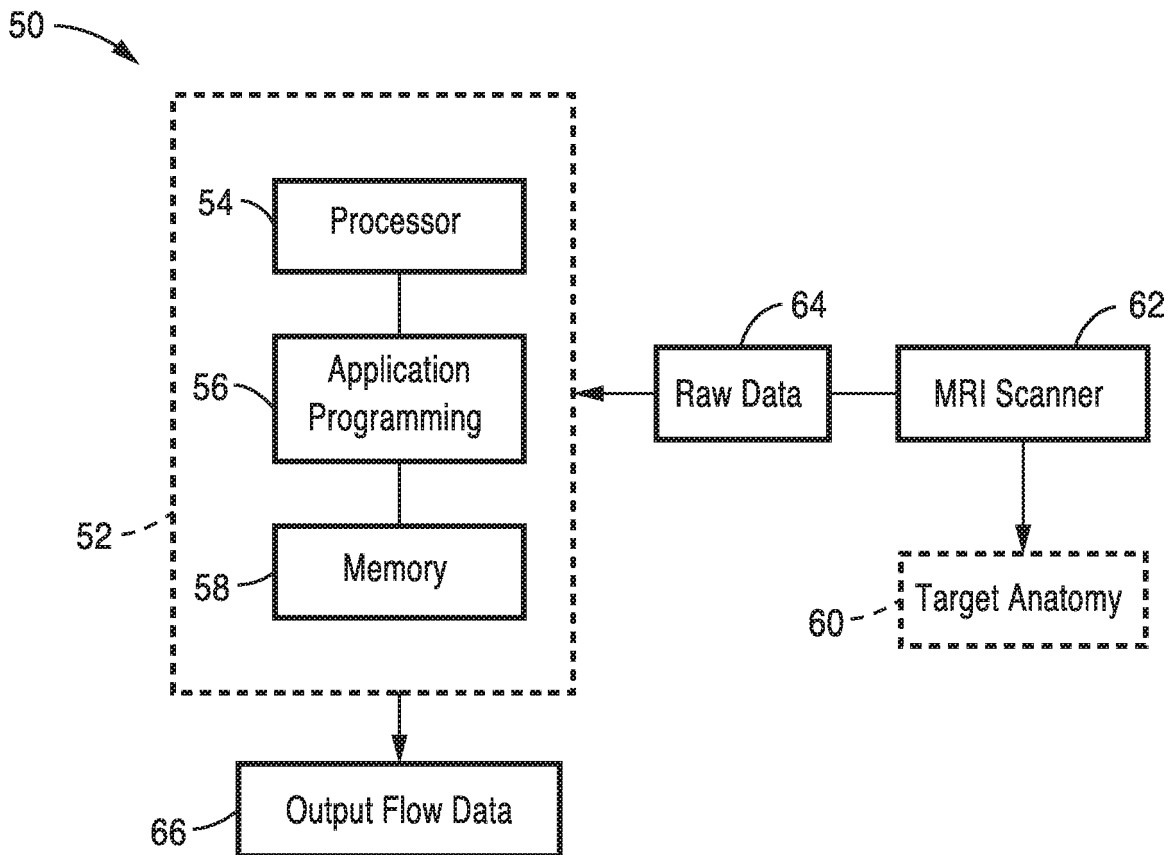 50
54
Processor
64
62
56
Application
Programming
Raw Data
MRI Scanner
52
58
Memory
60
Target Anatomy
66
Output Flow Data